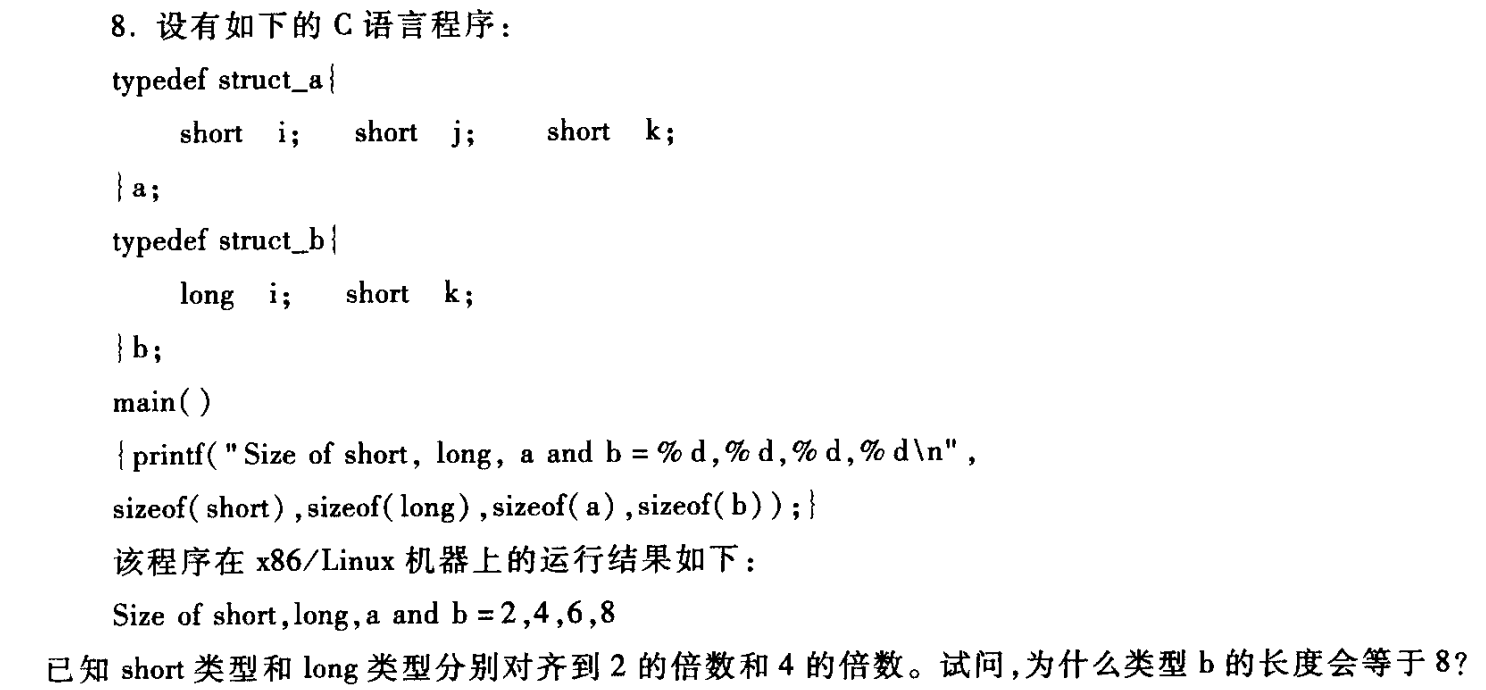 8. 设有如下的 C 语言程序：
typedef struct_a{
short i; short j; short k;
}a;
typedef struct_b{
long i; short k;
}b;
main( )
{printf("Size of short, long, a and b = % d,% d,% d,% d\n",
sizeof(short),sizeof(long),sizeof(a),sizeof(b));}
该程序在 x86/Linux 机器上的运行结果如下：
Size of short,long,a and b =2,4,6,8
已知 short 类型和 long 类型分别对齐到 2 的倍数和 4 的倍数。试问,为什么类型 b 的长度会等于 8?